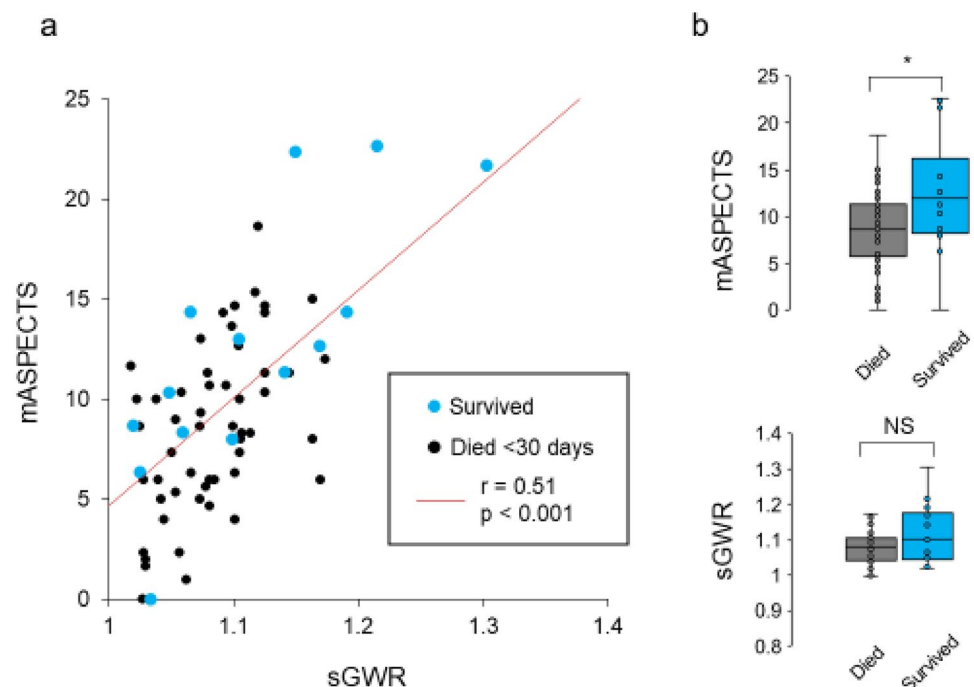 a
mASPECTS
25
20
15
10
5
0
1
1.1
1.2
1.3
1.4
sGWR
Survived
Died <30 days
r = 0.51
p < 0.001
b
mASPECTS
25
20
15
10
5
0
*
Died
Survived
sGWR
1.4
1.3
1.2
1.1
1
0.9
0.8
NS
Died
Survived